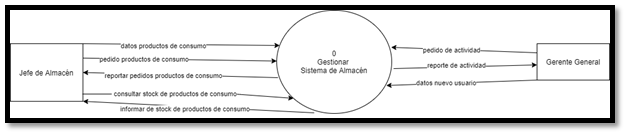 datos productos de consumo
pedido productos de consumo
Jefe de Almacén
reportar pedidos productos de consumo
consultar stock de productos de consumo
informar de stock de productos de consumo
0
Gestionar
Sistema de Almacén
pedido de actividad
reporte de actividad
Gerente General
datos nuevo usuario